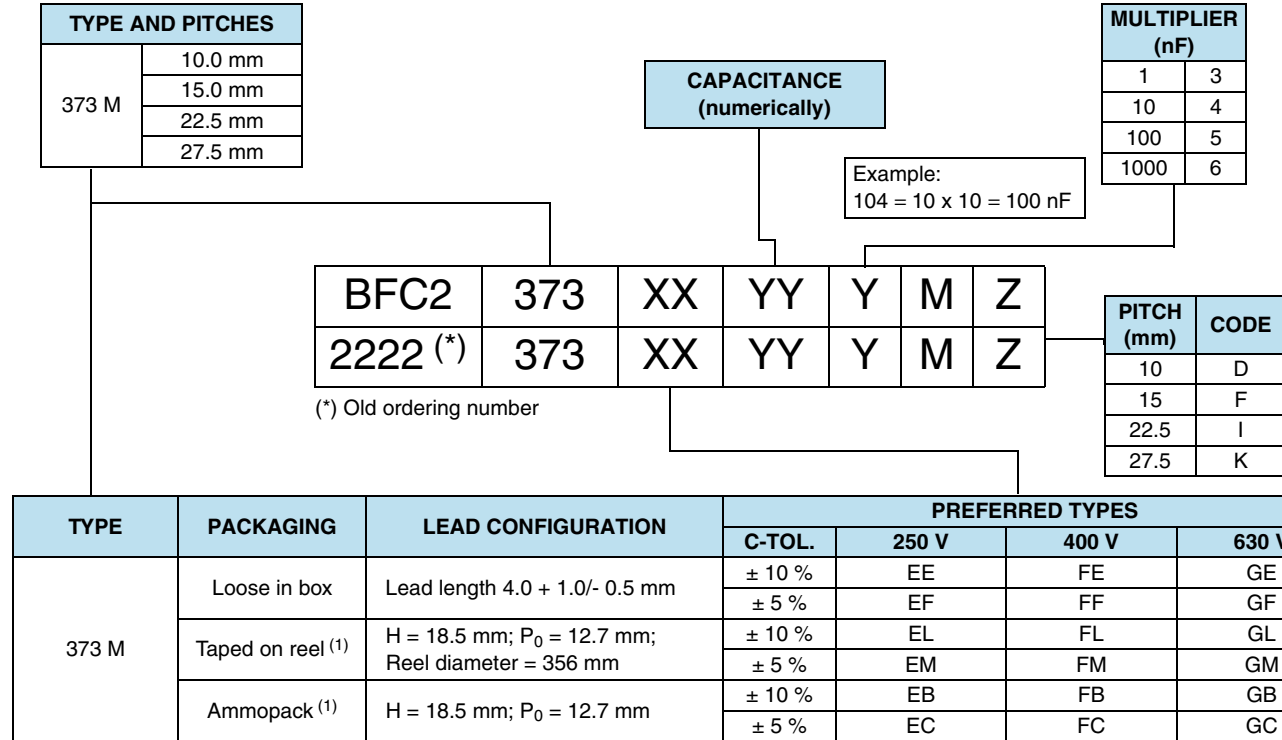 TYPE AND PITCHES
373 M
10.0 mm
15.0 mm
22.5 mm
27.5 mm
CAPACITANCE
(numerically)
MULTIPLIER
(nF)
1 3
10 4
100 5
1000 6
Example:
104 = 10 x 10 = 100 nF
BFC2 373 XX YY Y M Z
2222 (*) 373 XX YY Y M Z
(*) Old ordering number
PITCH
(mm)
CODE
10 D
15 F
22.5 I
27.5 K
TYPE PACKAGING LEAD CONFIGURATION PREFERRED TYPES
C-TOL. 250 V 400 V 630 V
373 M
Loose in box Lead length 4.0 + 1.0/- 0.5 mm
± 10 % EE FE GE
± 5 % EF FF GF
Taped on reel (1)
H = 18.5 mm; P0 = 12.7 mm;
Reel diameter = 356 mm
± 10 % EL FL GL
± 5 % EM FM GM
Ammopack (1) H = 18.5 mm; P0 = 12.7 mm
± 10 % EB FB GB
± 5 % EC FC GC